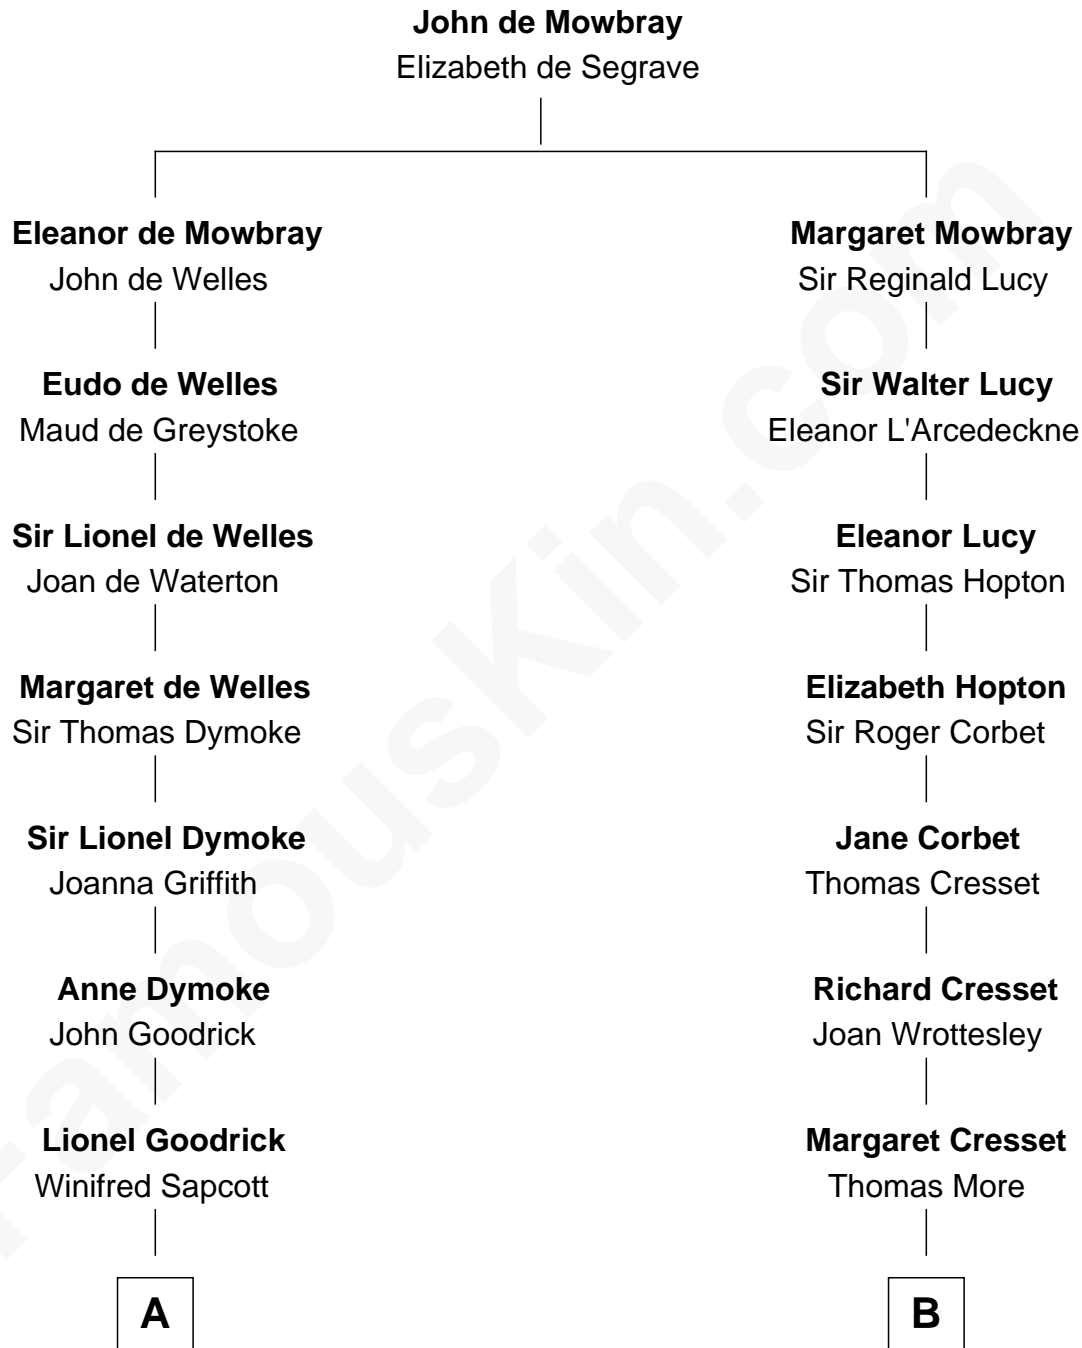 John de Mowbray
Elizabeth de Segrave
Eleanor de Mowbray
John de Welles
Margaret Mowbray
Sir Reginald Lucy
Eudo de Welles
Maud de Greystoke
Sir Walter Lucy
Eleanor L'Arcedeckne
Sir Lionel de Welles
Joan de Waterton
Eleanor Lucy
Sir Thomas Hopton
Margaret de Welles
Sir Thomas Dymoke
Elizabeth Hopton
Sir Roger Corbet
Sir Lionel Dymoke
Joanna Griffith
Jane Corbet
Thomas Cresset
Anne Dymoke
John Goodrick
Richard Cresset
Joan Wrottesley
Lionel Goodrick
Winifred Sapcott
Margaret Cresset
Thomas More
A
B
FamousKin.com